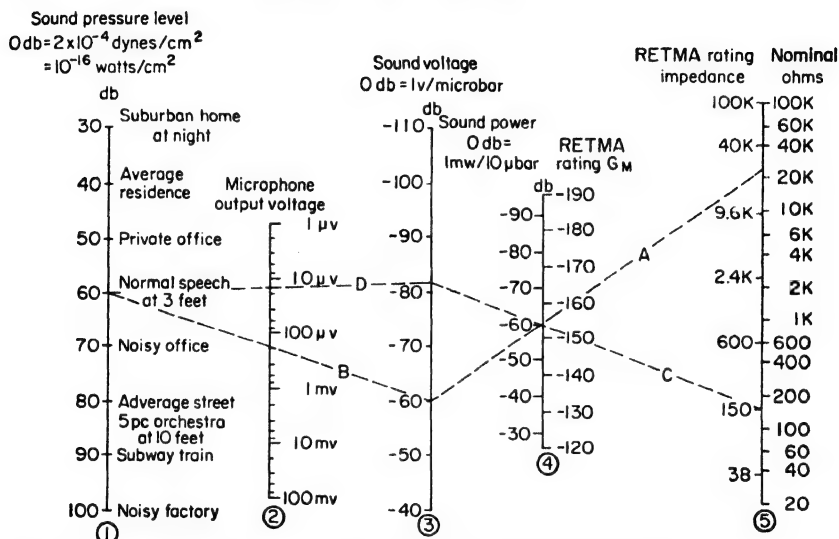 Sound pressure level
0db=2x10⁻⁴ dynes/cm²
=10⁻¹⁶ watts/cm²
db
30
40
50
60
70
80
90
100
①
Suburban home
at night
Average
residence
Private office
Normal speech
at 3 feet
Noisy office
Adverage street
5pc orchestra
at 10 feet
Subway train
Noisy factory
Microphone
output voltage
1 μv
10 μv
100 μv
1 mv
10 mv
100 mv
②
D
B
Sound voltage
0 db = 1v/microbar
db
-110
-100
-90
-80
-70
-60
-50
-40
③
Sound power
0 db=
1mw/10μbar
db
-90
-80
-70
-60
-50
-40
-30
④
RETMA
rating GM
-190
-180
-170
-160
-150
-140
-130
-120
A
C
RETMA rating
impedance
100K
40K
9.6K
2.4K
600
150
38
Nominal
ohms
100K
60K
40K
20K
10K
6K
4K
2K
1K
600
400
200
100
60
40
20
⑤